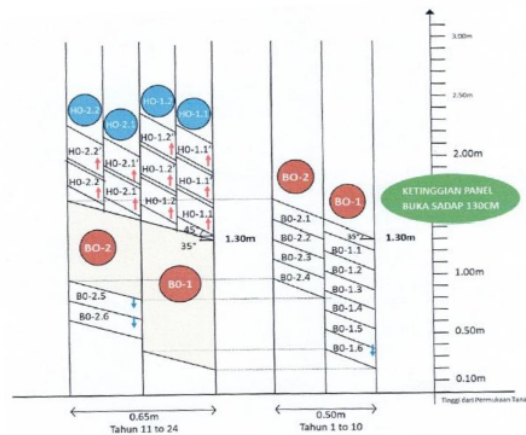 3.00m
2.50m
2.00m
HO-2.2
HO-2.1
HO-1.2
HO-1.1
HO-2.2'
HO-2.1'
HO-1.2'
HO-1.1'
HO-1.2
HO-1.1
HO-2.2
HO-2.1
HO-1.2
HO-1.1
BO-2
BO-1
KETINGGIAN PANEL
BUKA SADAP 130CM
45°
35°
1.30m
35°
1.30m
BO-2
BO-1
BO-2.1
BO-2.2
BO-2.3
BO-2.4
BO-1.1
BO-1.2
BO-1.3
BO-1.4
BO-1.5
BO-1.6
BO-2.5
BO-2.6
1.00m
0.50m
0.10m
Tinggi dari Permukaan Tana
0.65m
Tahun 11 to 24
0.50m
Tahun 1 to 10